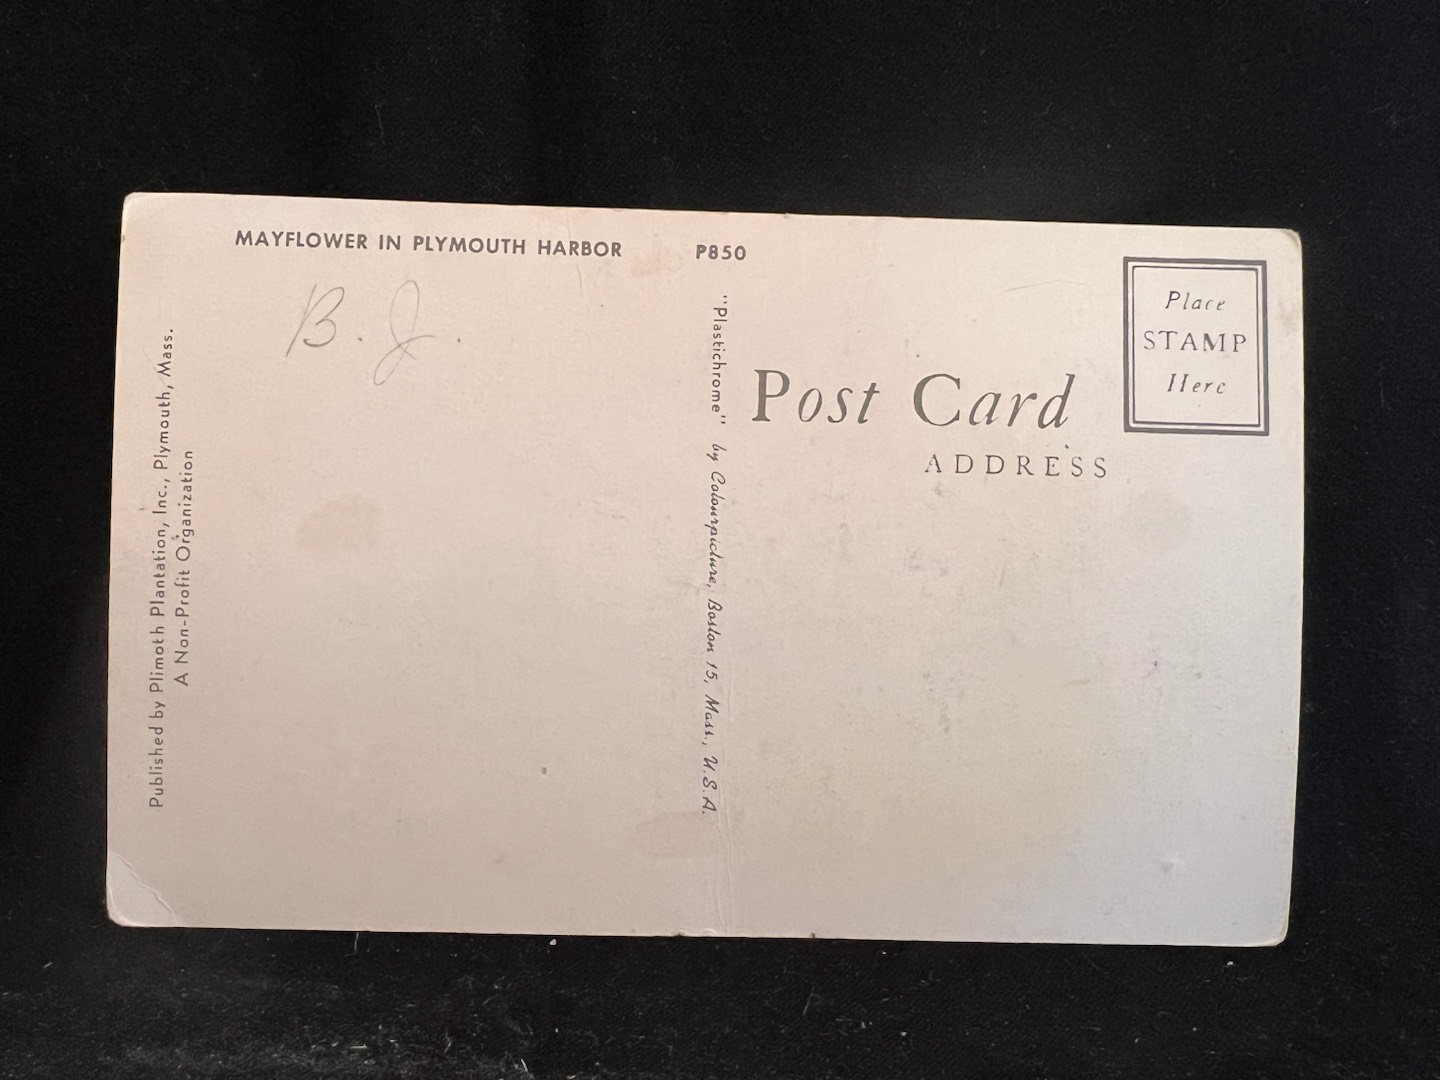 MAYFLOWER IN PLYMOUTH HARBOR P850
B. J.
Published by Plimoth Plantation, Inc., Plymouth, Mass.
A Non-Profit Organization
"Plastichrome" by Colourpicture, Boston 15, Mass., U.S.A.
Post Card
ADDRESS
Place
STAMP
Here